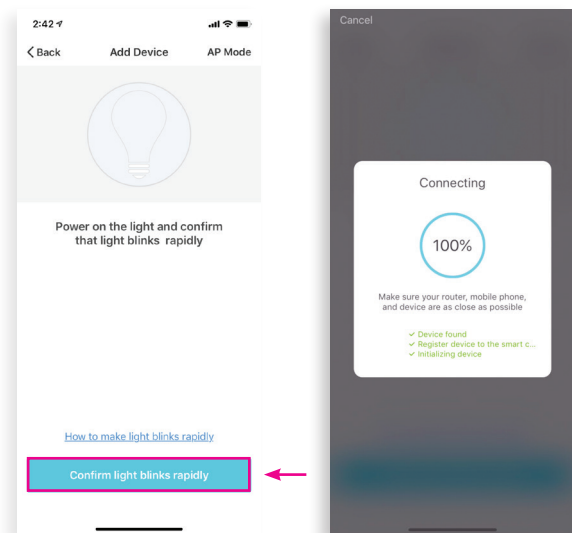 2:42
Back
Add Device
AP Mode
Power on the light and confirm
that light blinks rapidly
How to make light blinks rapidly
Confirm light blinks rapidly
Cancel
Connecting
100%
Make sure your router, mobile phone,
and device are as close as possible
✓ Device found
✓ Register device to the smart c...
✓ Initializing device